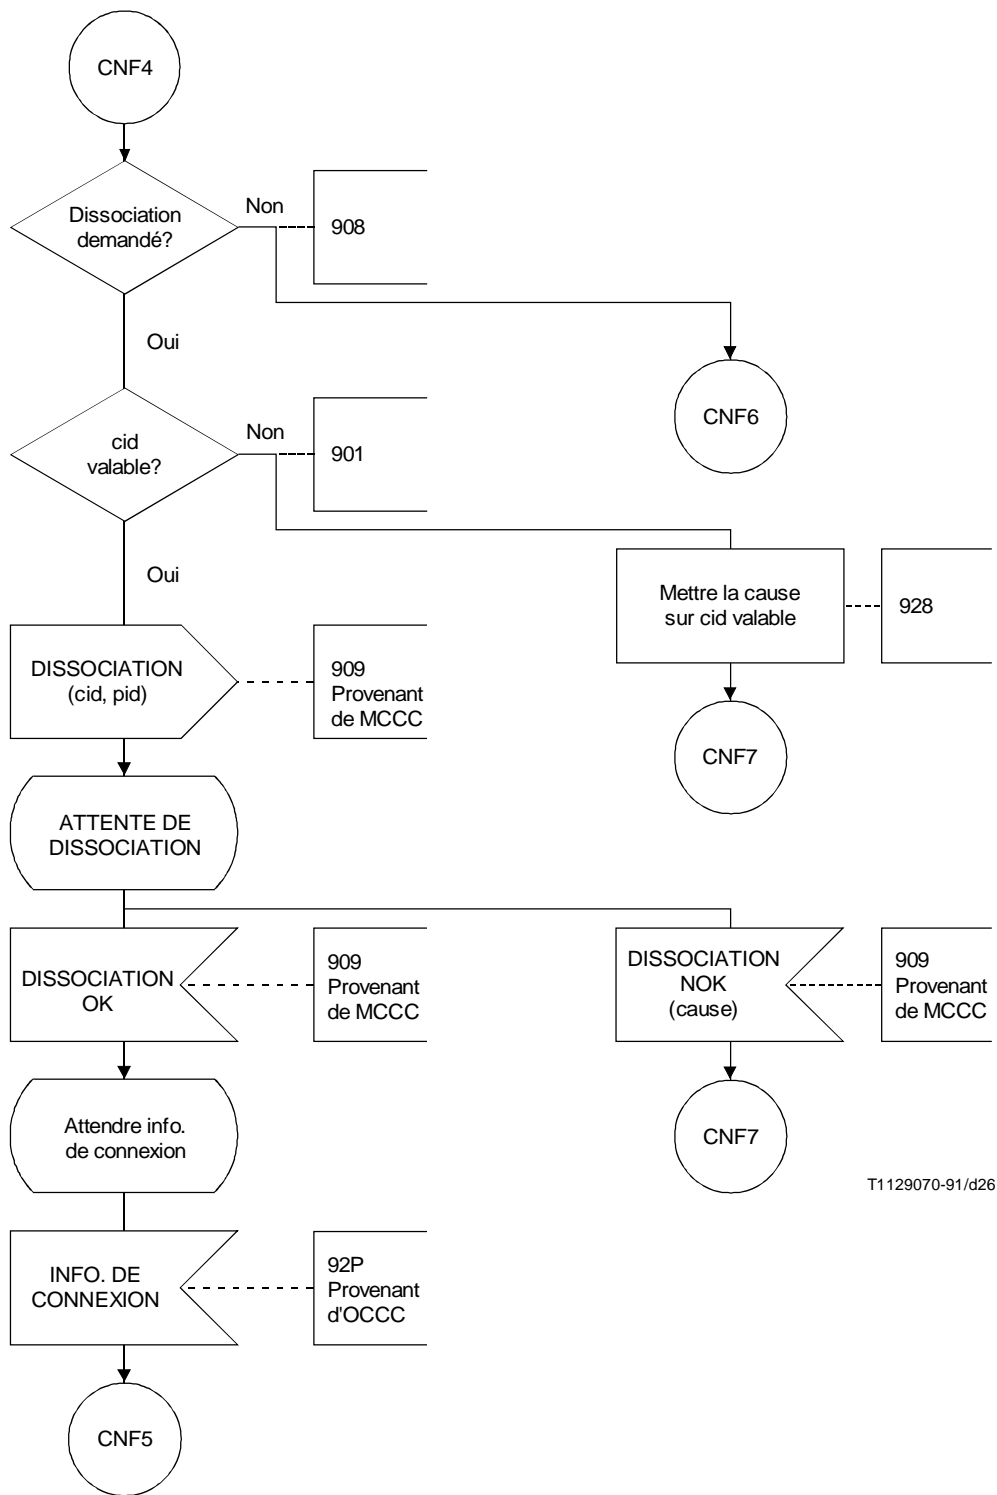 CNF4
Dissociation
demandé?
Non
908
Oui
CNF6
cid
valable?
Non
901
Oui
Mettre la cause
sur cid valable
928
DISSOCIATION
(cid, pid)
909
Provenant
de MCCC
CNF7
ATTENTE DE
DISSOCIATION
DISSOCIATION
OK
909
Provenant
de MCCC
DISSOCIATION
NOK
(cause)
909
Provenant
de MCCC
Attendre info.
de connexion
CNF7
T1129070-91/d26
INFO. DE
CONNEXION
92P
Provenant
d'OCCC
CNF5